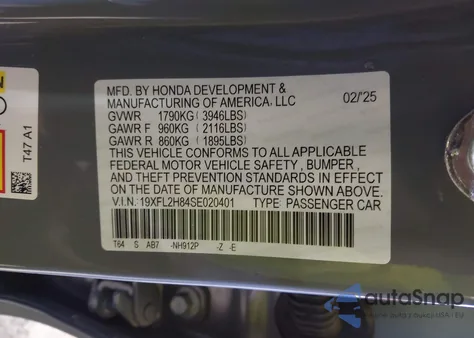 MFD. BY HONDA DEVELOPMENT &
MANUFACTURING OF AMERICA, LLC 02/'25
GVWR 1790KG ( 3946LBS)
GAWR F 960KG ( 2116LBS)
GAWR R 860KG ( 1895LBS)
THIS VEHICLE CONFORMS TO ALL APPLICABLE
FEDERAL MOTOR VEHICLE SAFETY , BUMPER ,
AND THEFT PREVENTION STANDARDS IN EFFECT
ON THE DATE OF MANUFACTURE SHOWN ABOVE.
V.I.N.: 19XFL2H84SE020401 TYPE: PASSENGER CAR
T64 S AB7 -NH912P -Z -E
T47 A1
autoSnap